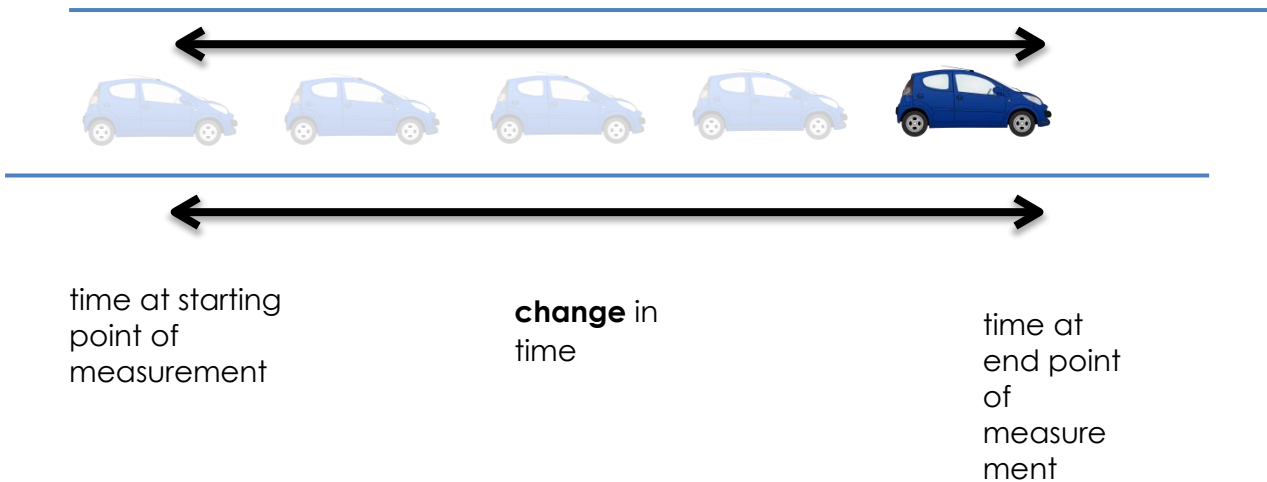 time at starting
point of
measurement
change in
time
time at
end point
of
measure
ment